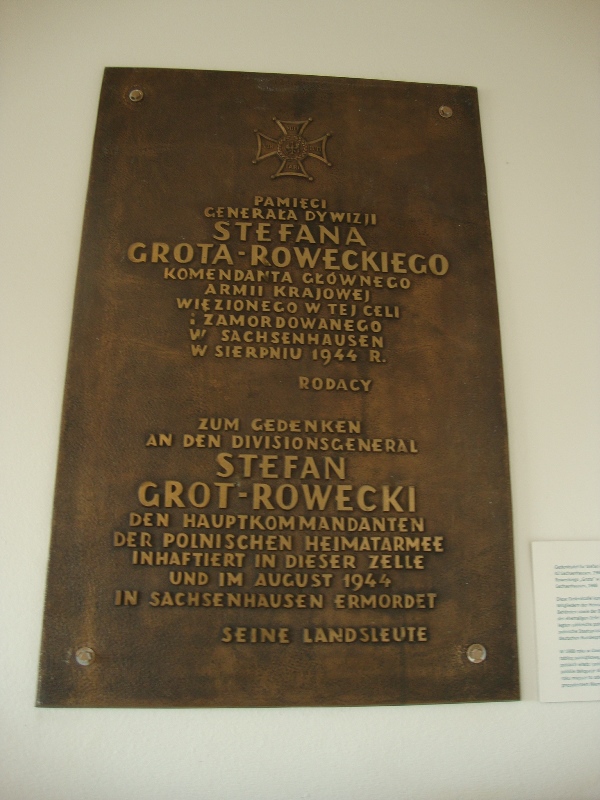 PAMIĘCI
GENERAŁA DYWIZJI
STEFANA
GROTA-ROWECKIEGO
KOMENDANTA GŁÓWNEGO
ARMII KRAJOWEJ
WIĘZIONEGO W TEJ CELI
i ZAMORDOWANEGO
W SACHSENHAUSEN
W SIERPNIU 1944 R.
RODACY
ZUM GEDENKEN
AN DEN DIVISIONSGENERAL
STEFAN
GROT-ROWECKI
DEN HAUPTKOMMANDANTEN
DER POLNISCHEN HEIMATARMEE
INHAFTIERT IN DIESER ZELLE
UND IM AUGUST 1944
IN SACHSENHAUSEN ERMORDET
SEINE LANDSLEUTE